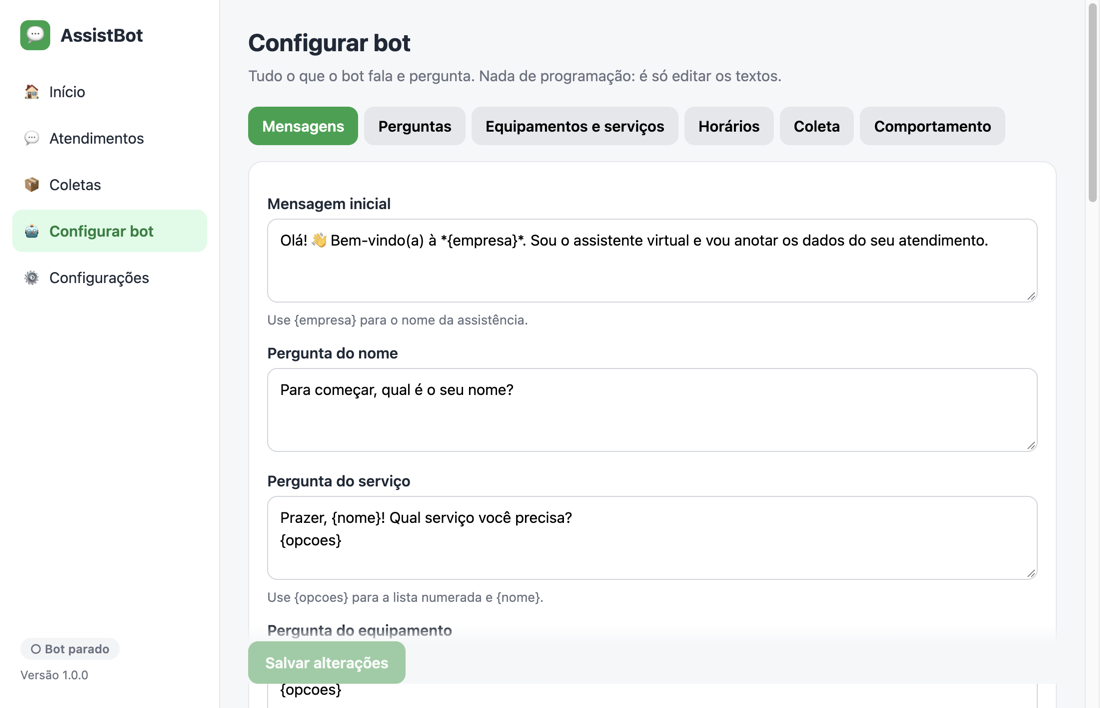 AssistBot
Início
Atendimentos
Coletas
Configurar bot
Configurações
Bot parado
Versão 1.0.0
Configurar bot
Tudo o que o bot fala e pergunta. Nada de programação: é só editar os textos.
Mensagens Perguntas Equipamentos e serviços Horários Coleta Comportamento
Mensagem inicial
Olá! 👋 Bem-vindo(a) à *{empresa}*. Sou o assistente virtual e vou anotar os dados do seu atendimento.
Use {empresa} para o nome da assistência.
Pergunta do nome
Para começar, qual é o seu nome?
Pergunta do serviço
Prazer, {nome}! Qual serviço você precisa?
{opcoes}
Use {opcoes} para a lista numerada e {nome}.
Pergunta do equipamento
Salvar alterações
{opcoes}